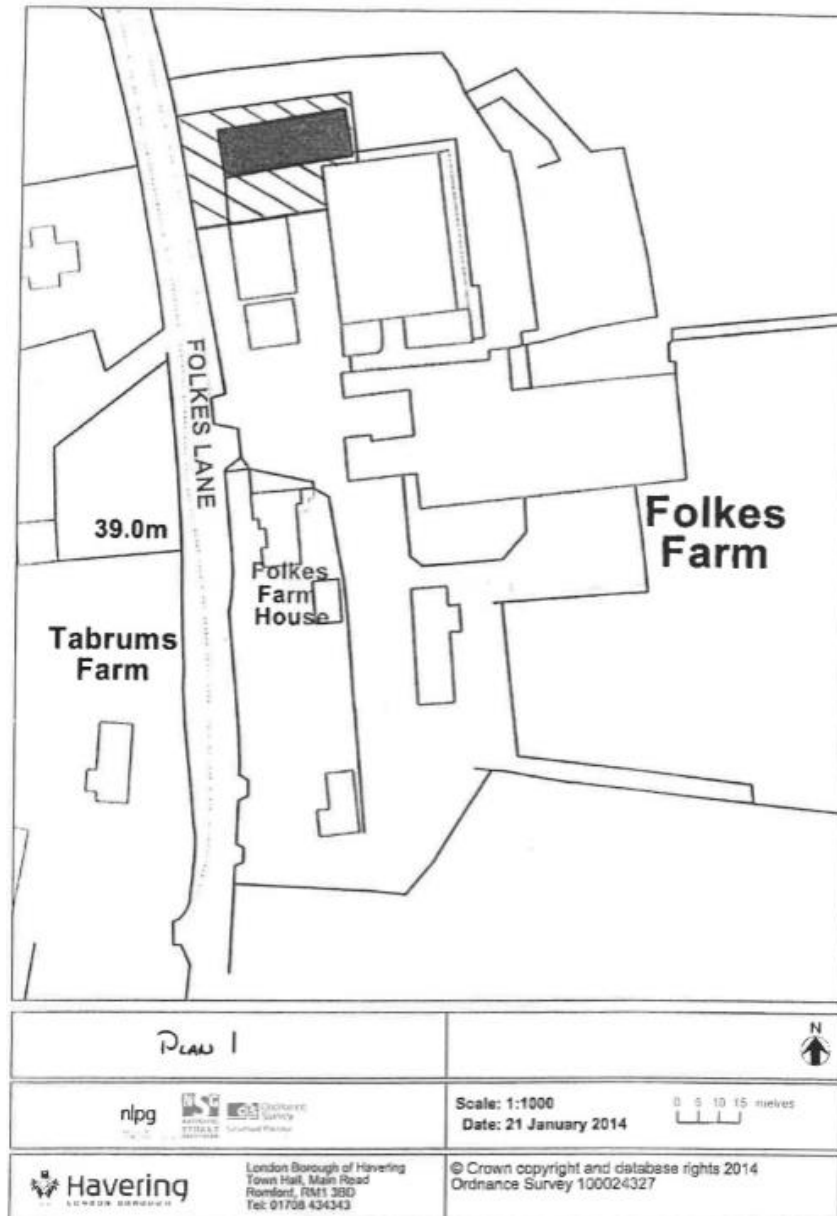 FOLKES LANE
39.0m
Folkes
Farm
Folkes
Farm
House
Tabrums
Farm
PLAN 1
N
nlpg
Scale: 1:1000
Date: 21 January 2014
0 5 10 15 metres
Havering
LONDON BOROUGH
London Borough of Havering
Town Hall, Main Road
Romford, RM1 3BD
Tel: 01708 434343
© Crown copyright and database rights 2014
Ordnance Survey 100024327